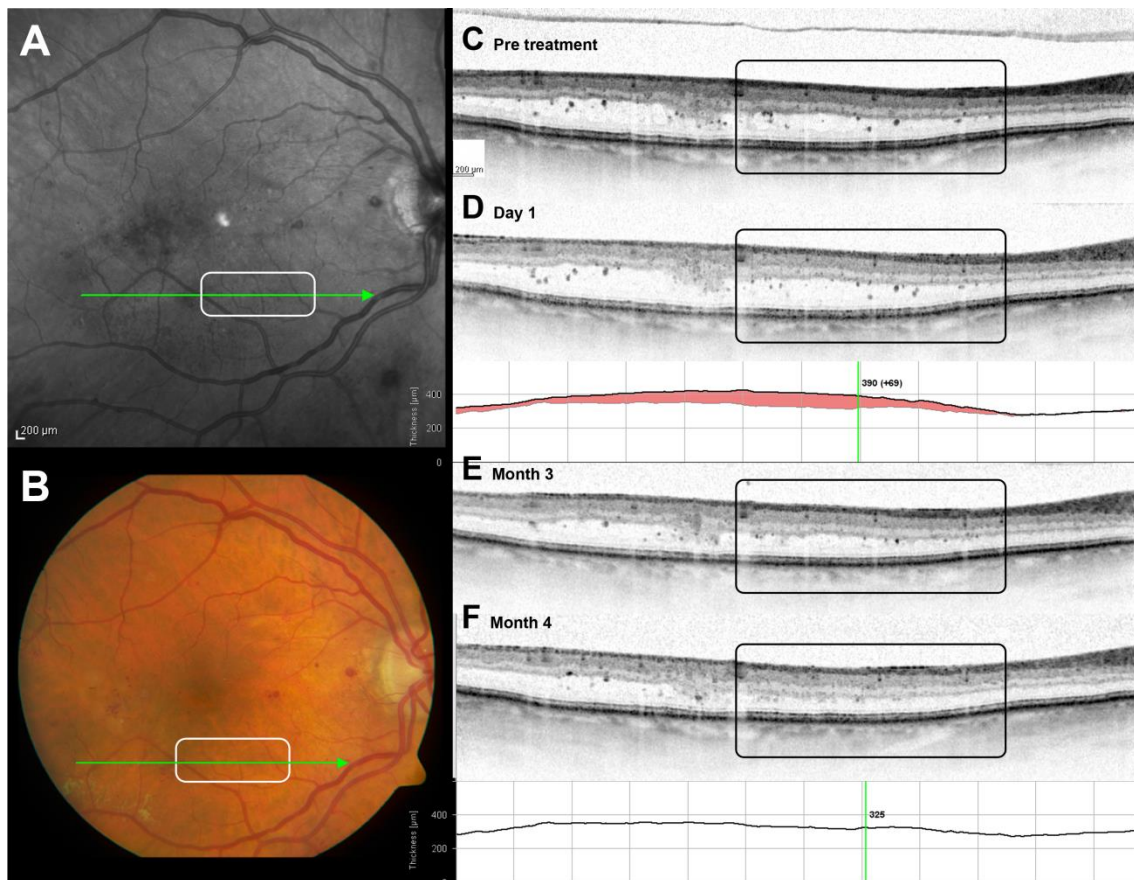 A
200 µm
B
C Pre treatment
200 µm
D Day 1
Thickness [µm]
400
200
0
390 (+69)
E Month 3
F Month 4
Thickness [µm]
400
200
325